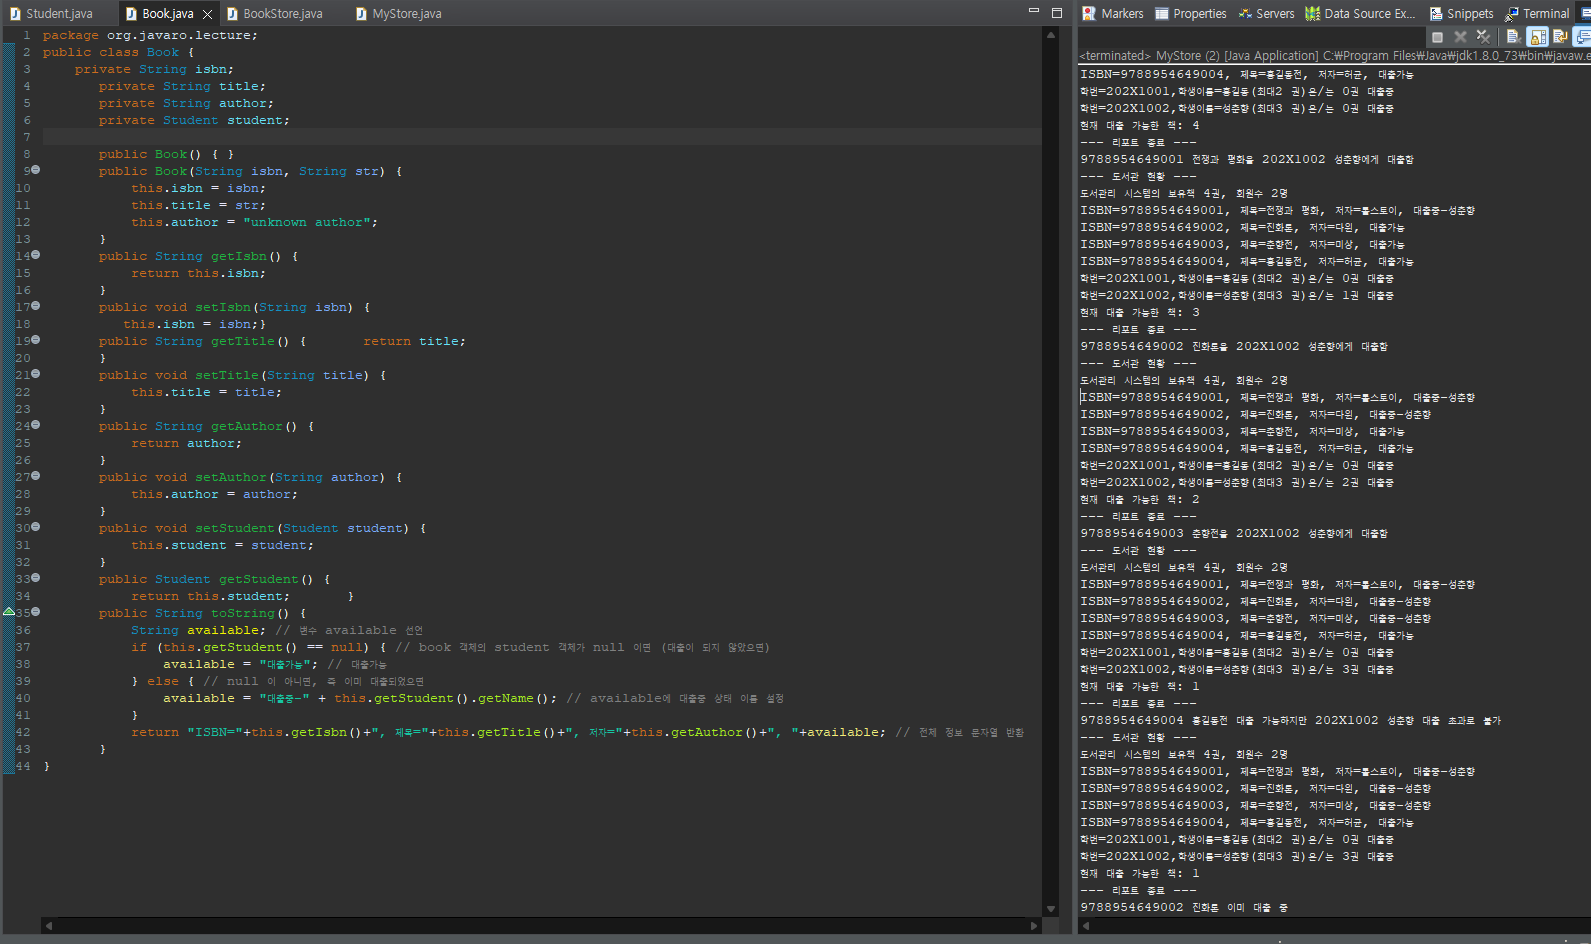 Student.java
Book.java
BookStore.java
MyStore.java
1 package org.javaro.lecture;
2 public class Book {
3 private String isbn;
4 private String title;
5 private String author;
6 private Student student;
7
8 public Book() { }
9 public Book(String isbn, String str) {
10 this.isbn = isbn;
11 this.title = str;
12 this.author = "unknown author";
13 }
14 public String getIsbn() {
15 return this.isbn;
16 }
17 public void setIsbn(String isbn) {
18 this.isbn = isbn;}
19 public String getTitle() { return title;
20 }
21 public void setTitle(String title) {
22 this.title = title;
23 }
24 public String getAuthor() {
25 return author;
26 }
27 public void setAuthor(String author) {
28 this.author = author;
29 }
30 public void setStudent(Student student) {
31 this.student = student;
32 }
33 public Student getStudent() {
34 return this.student; }
35 public String toString() {
36 String available; // 변수 available 선언
37 if (this.getStudent() == null) { // book 객체의 student 객체가 null 이면 (대출이 되지 않았으면)
38 available = "대출가능"; // 대출가능
39 } else { // null 이 아니면, 즉 이미 대출되었으면
40 available = "대출중-" + this.getStudent().getName(); // available에 대출중 상태 이름 설정
41 }
42 return "ISBN="+this.getIsbn()+", 제목="+this.getTitle()+", 저자="+this.getAuthor()+", "+available; // 전체 정보 문자열 반환
43 }
44 }
Markers
Properties
Servers
Data Source Ex...
Snippets
Terminal
<terminated> MyStore (2) [Java Application] C:₩Program Files₩Java₩jdk1.8.0_73₩bin₩javaw.e
ISBN=9788954649004, 제목=홍길동전, 저자=허균, 대출가능
학번=202X1001,학생이름=홍길동(최대2 권)은/는 0권 대출중
학번=202X1002,학생이름=성춘향(최대3 권)은/는 0권 대출중
현재 대출 가능한 책: 4
--- 리포트 종료 ---
9788954649001 전쟁과 평화을 202X1002 성춘향에게 대출함
--- 도서관 현황 ---
도서관리 시스템의 보유책 4권, 회원수 2명
ISBN=9788954649001, 제목=전쟁과 평화, 저자=톨스토이, 대출중-성춘향
ISBN=9788954649002, 제목=진화론, 저자=다윈, 대출가능
ISBN=9788954649003, 제목=춘향전, 저자=미상, 대출가능
ISBN=9788954649004, 제목=홍길동전, 저자=허균, 대출가능
학번=202X1001,학생이름=홍길동(최대2 권)은/는 0권 대출중
학번=202X1002,학생이름=성춘향(최대3 권)은/는 1권 대출중
현재 대출 가능한 책: 3
--- 리포트 종료 ---
9788954649002 진화론을 202X1002 성춘향에게 대출함
--- 도서관 현황 ---
도서관리 시스템의 보유책 4권, 회원수 2명
ISBN=9788954649001, 제목=전쟁과 평화, 저자=톨스토이, 대출중-성춘향
ISBN=9788954649002, 제목=진화론, 저자=다윈, 대출중-성춘향
ISBN=9788954649003, 제목=춘향전, 저자=미상, 대출가능
ISBN=9788954649004, 제목=홍길동전, 저자=허균, 대출가능
학번=202X1001,학생이름=홍길동(최대2 권)은/는 0권 대출중
학번=202X1002,학생이름=성춘향(최대3 권)은/는 2권 대출중
현재 대출 가능한 책: 2
--- 리포트 종료 ---
9788954649003 춘향전을 202X1002 성춘향에게 대출함
--- 도서관 현황 ---
도서관리 시스템의 보유책 4권, 회원수 2명
ISBN=9788954649001, 제목=전쟁과 평화, 저자=톨스토이, 대출중-성춘향
ISBN=9788954649002, 제목=진화론, 저자=다윈, 대출중-성춘향
ISBN=9788954649003, 제목=춘향전, 저자=미상, 대출중-성춘향
ISBN=9788954649004, 제목=홍길동전, 저자=허균, 대출가능
학번=202X1001,학생이름=홍길동(최대2 권)은/는 0권 대출중
학번=202X1002,학생이름=성춘향(최대3 권)은/는 3권 대출중
현재 대출 가능한 책: 1
--- 리포트 종료 ---
9788954649004 홍길동전 대출 가능하지만 202X1002 성춘향 대출 초과로 불가
--- 도서관 현황 ---
도서관리 시스템의 보유책 4권, 회원수 2명
ISBN=9788954649001, 제목=전쟁과 평화, 저자=톨스토이, 대출중-성춘향
ISBN=9788954649002, 제목=진화론, 저자=다윈, 대출중-성춘향
ISBN=9788954649003, 제목=춘향전, 저자=미상, 대출중-성춘향
ISBN=9788954649004, 제목=홍길동전, 저자=허균, 대출가능
학번=202X1001,학생이름=홍길동(최대2 권)은/는 0권 대출중
학번=202X1002,학생이름=성춘향(최대3 권)은/는 3권 대출중
현재 대출 가능한 책: 1
--- 리포트 종료 ---
9788954649002 진화론 이미 대출 중